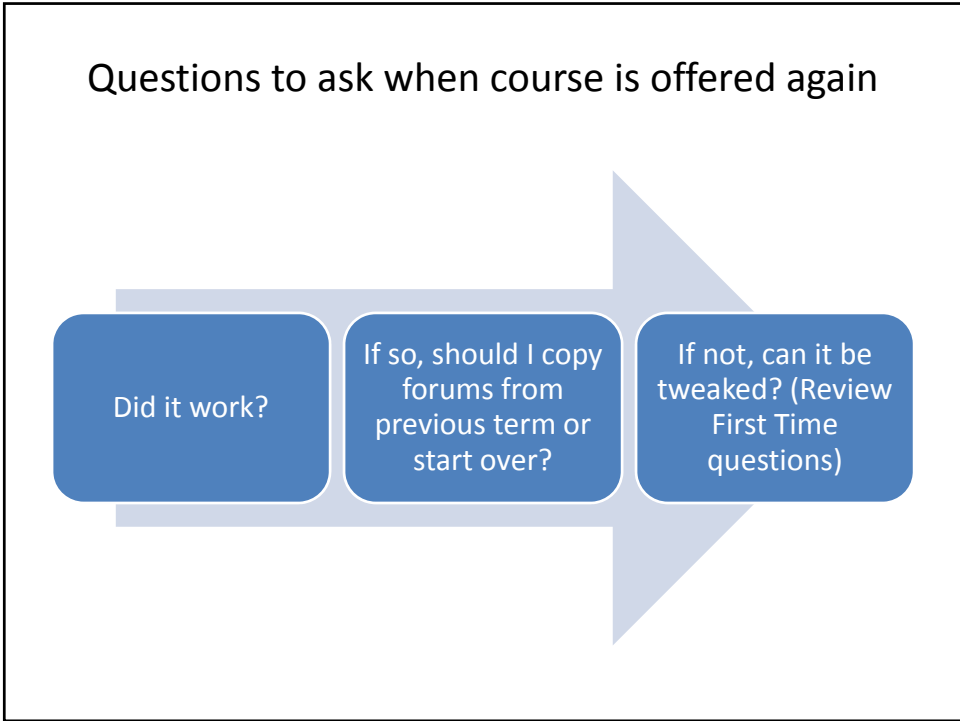 Questions to ask when course is offered again
Did it work?
If so, should I copy
forums from
previous term or
start over?
If not, can it be
tweaked? (Review
First Time
questions)